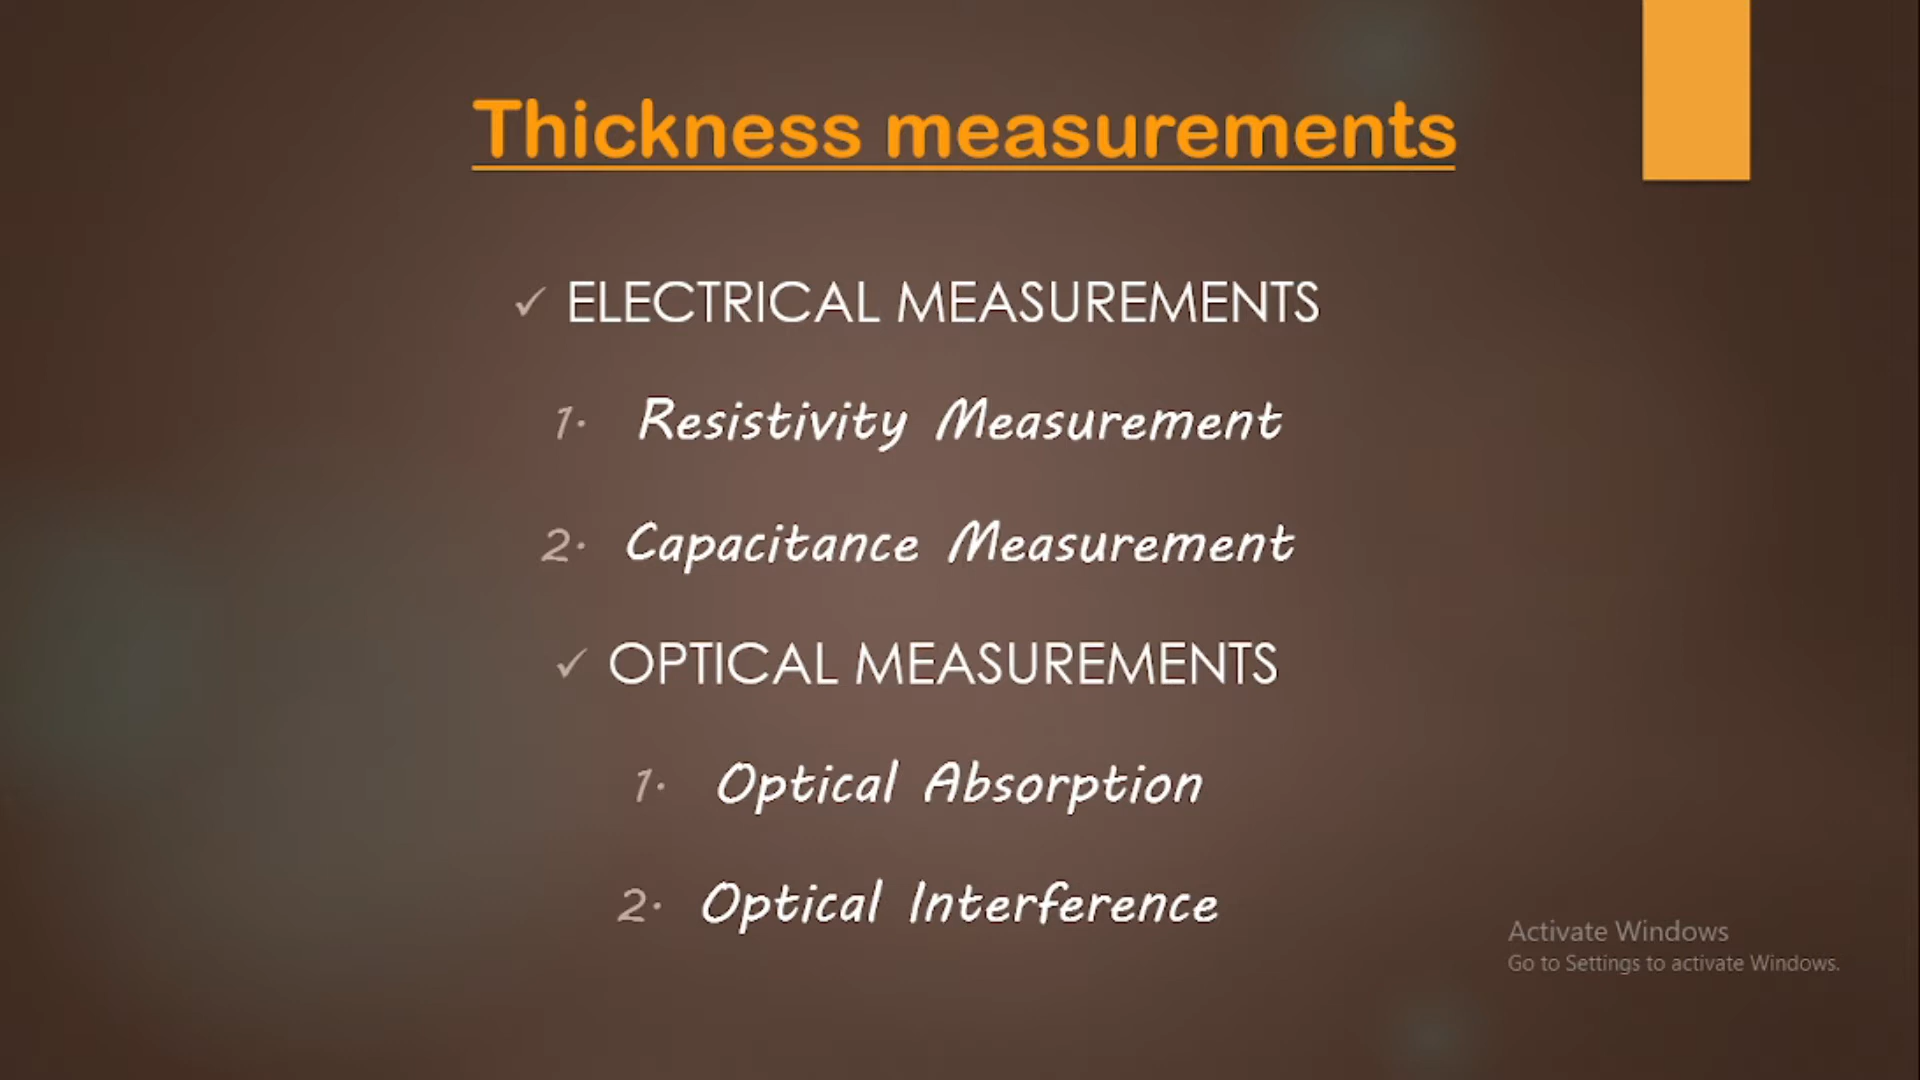 Thickness measurements
✓ ELECTRICAL MEASUREMENTS
1. Resistivity Measurement
2. Capacitance Measurement
✓ OPTICAL MEASUREMENTS
1. Optical Absorption
2. Optical Interference
Activate Windows
Go to Settings to activate Windows.